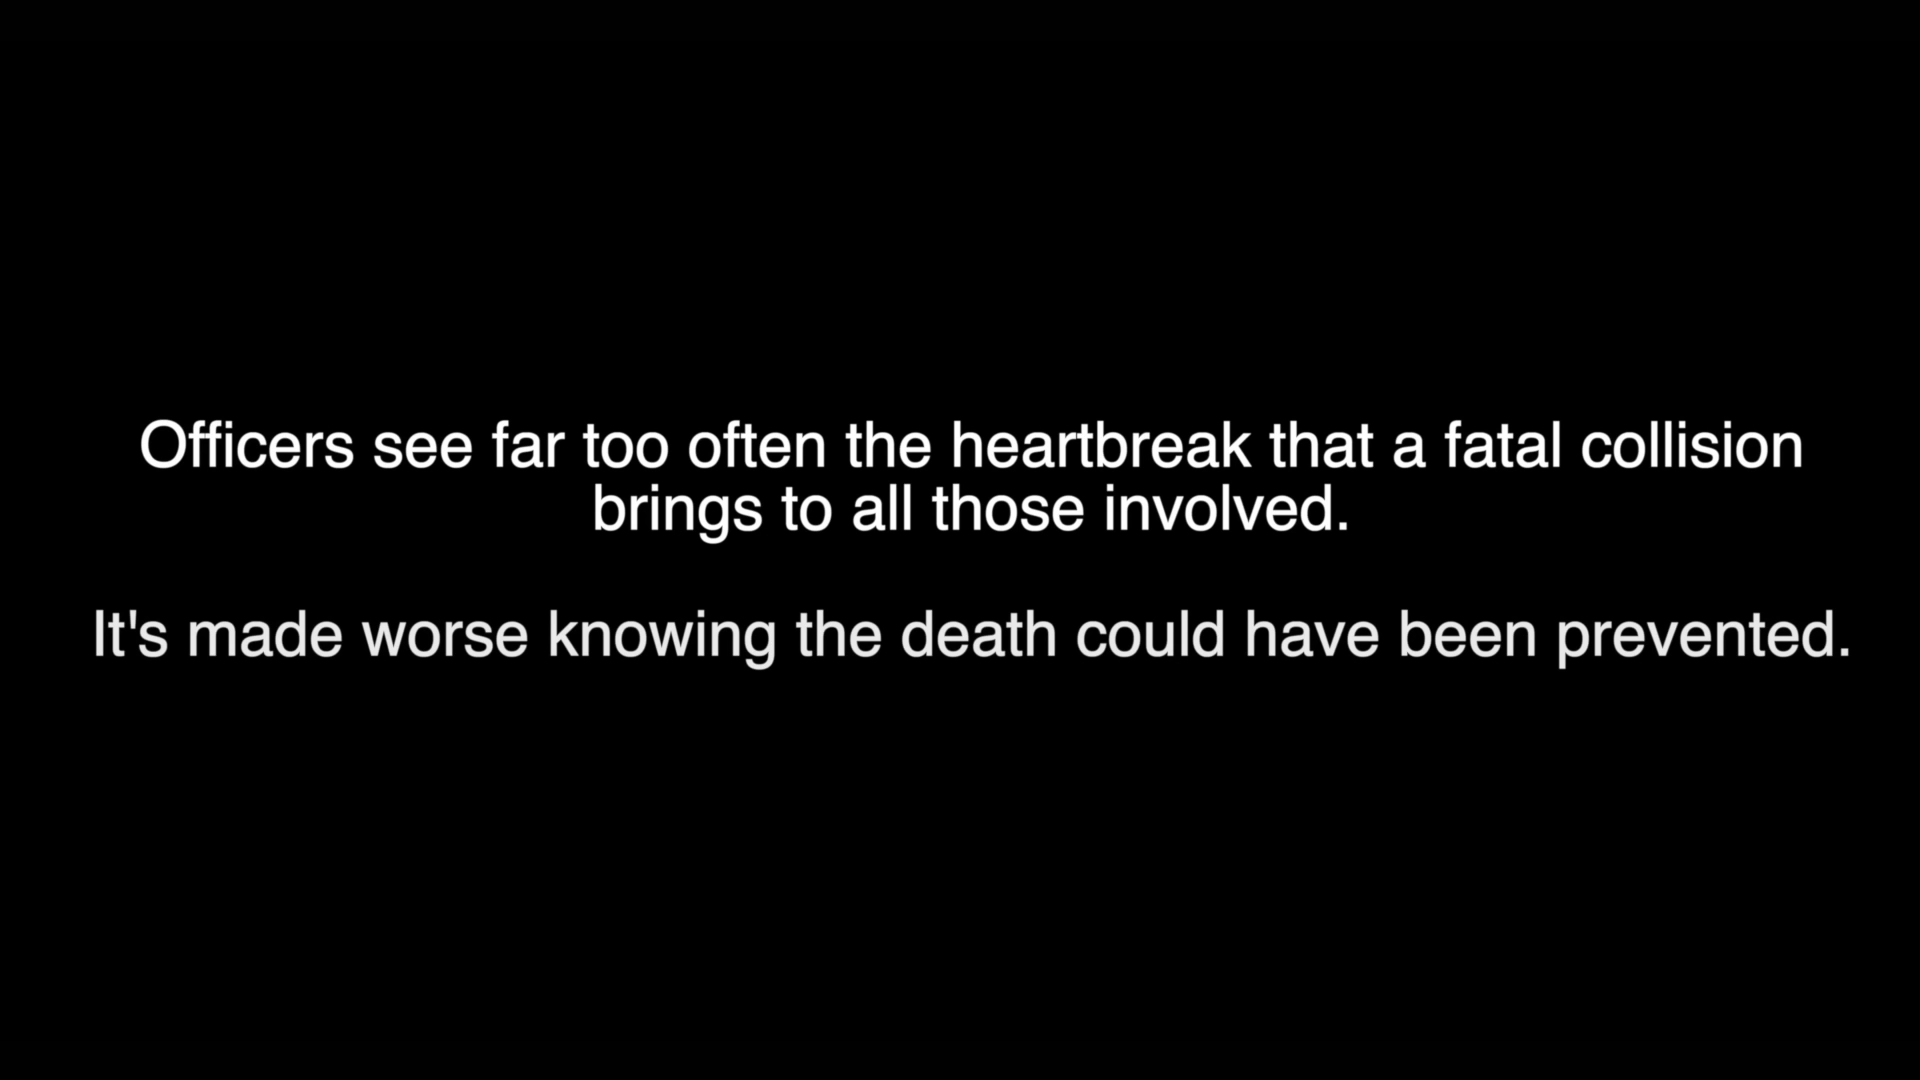 Officers see far too often the heartbreak that a fatal collision
brings to all those involved.
It's made worse knowing the death could have been prevented.